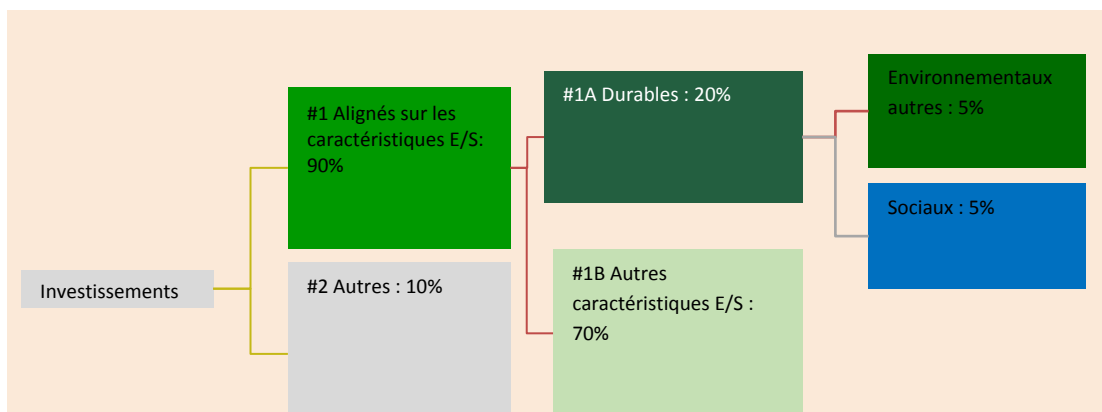 Investissements
#1 Alignés sur les
caractéristiques E/S:
90%
#2 Autres : 10%
#1A Durables : 20%
#1B Autres
caractéristiques E/S :
70%
Environnementaux
autres : 5%
Sociaux : 5%